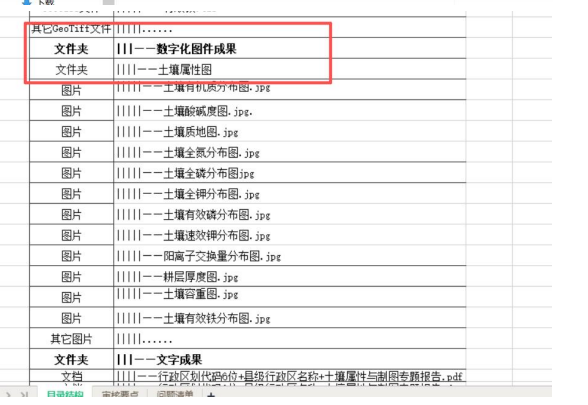 下载
其它GeoTiff文件 |||||......
文件夹 |||——数字化图件成果
文件夹 ||||——土壤属性图
图片 |||||——土壤有机质分布图.jpg
图片 |||||——土壤酸碱度图.jpg.
图片 |||||——土壤质地图.jpg
图片 |||||——土壤全氮分布图.jpg
图片 |||||——土壤全磷分布图jpg
图片 |||||——土壤全钾分布图.jpg
图片 |||||——土壤有效磷分布图.jpg
图片 |||||——土壤速效钾分布图.jpg
图片 |||||——阳离子交换量分布图.jpg
图片 |||||——耕层厚度图.jpg
图片 |||||——土壤容重图.jpg
图片 |||||——土壤有效铁分布图.jpg
其它图片 |||||......
文件夹 |||——文字成果
文档 ||||——行政区划代码6位+县级行政区名称+土壤属性与制图专题报告.pdf
目录结构 审核要点 问题清单 +